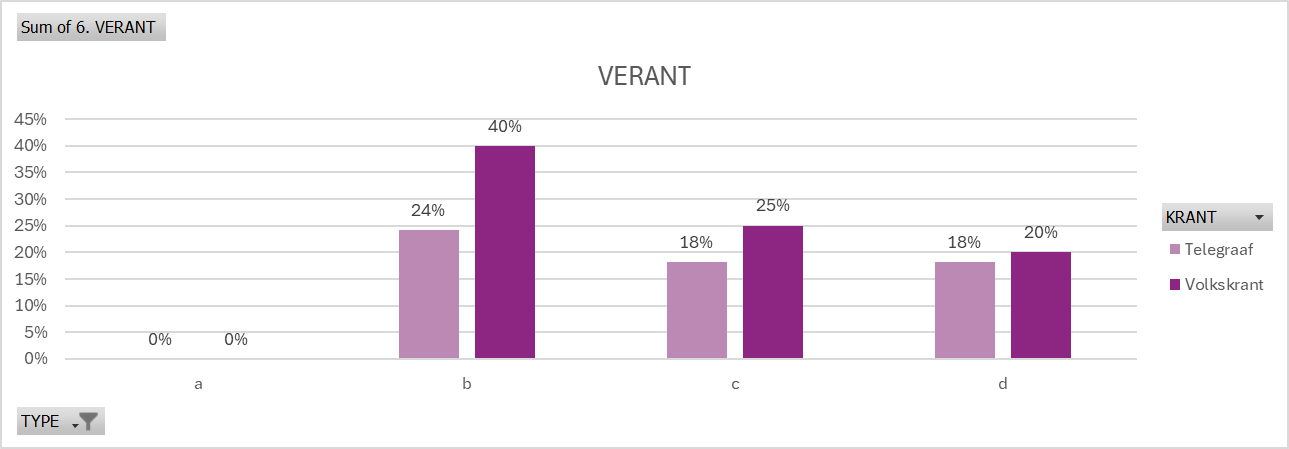 Sum of 6. VERANT
VERANT
45%
40%
35%
30%
25%
20%
15%
10%
5%
0%
0% 0%
24% 40%
18% 25%
18% 20%
a b c d
KRANT
Telegraaf
Volkskrant
TYPE